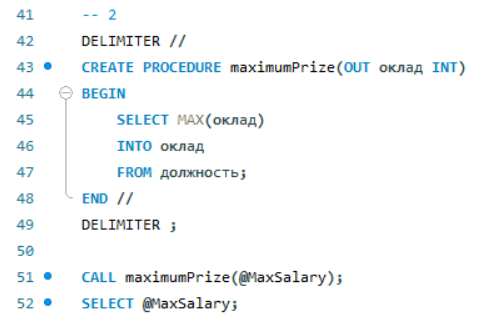 41 -- 2
42 DELIMITER //
43 CREATE PROCEDURE maximumPrize(OUT оклад INT)
44 BEGIN
45 SELECT MAX(оклад)
46 INTO оклад
47 FROM должность;
48 END //
49 DELIMITER ;
50
51 CALL maximumPrize(@MaxSalary);
52 SELECT @MaxSalary;